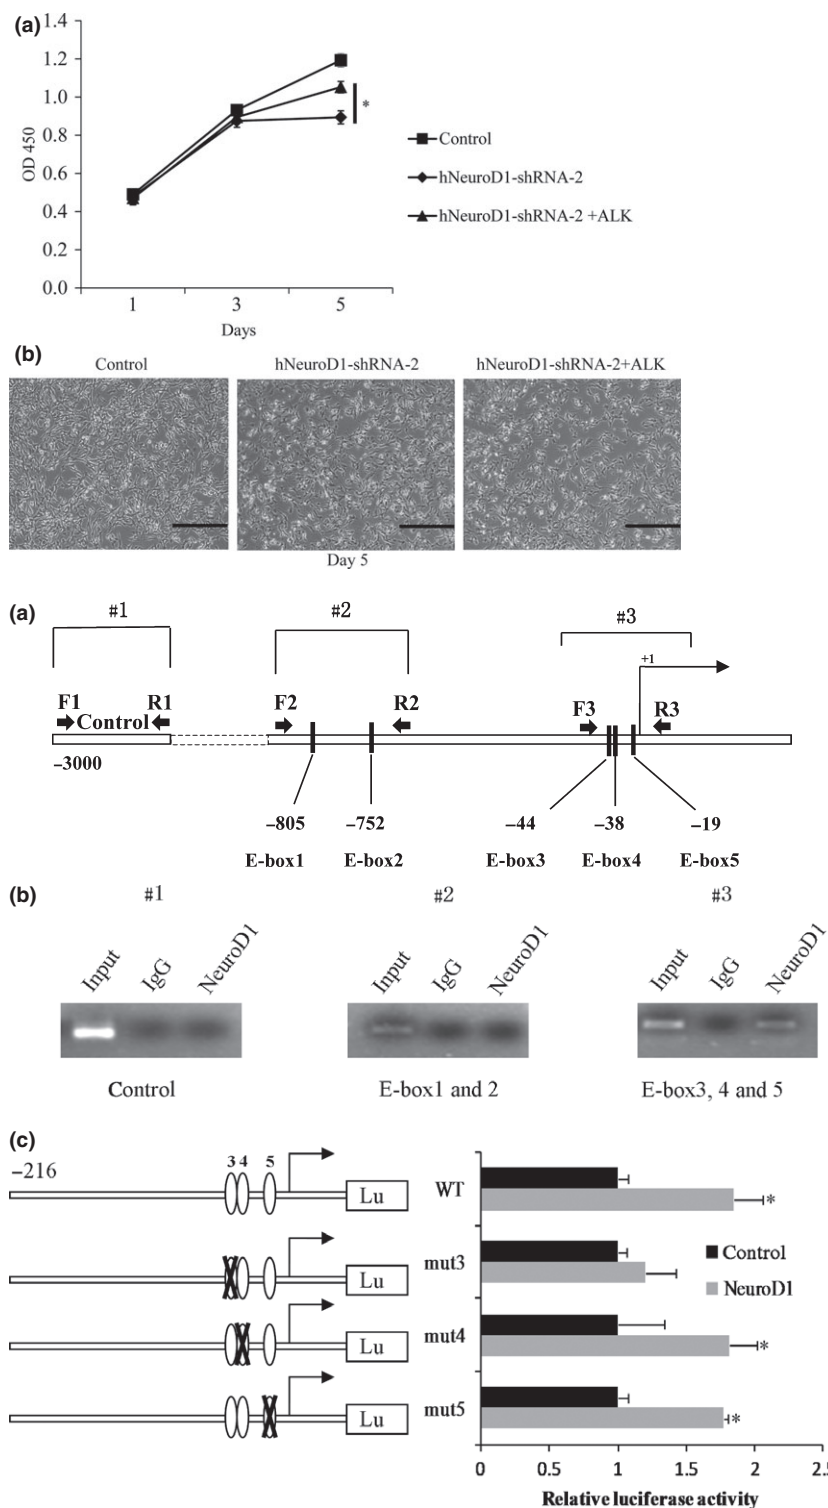 (a)
1.4
1.2
1.0
0.8
0.6
0.4
0.2
0.0
OD 450
1 3 5
Days
*
Control
hNeuroD1-shRNA-2
hNeuroD1-shRNA-2 +ALK
(b)
Control hNeuroD1-shRNA-2 hNeuroD1-shRNA-2+ALK
Day 5
(a)
#1 #2 #3
+1
F1 Control R1 F2 R2 F3 R3
−3000
−805 −752 −44 −38 −19
E-box1 E-box2 E-box3 E-box4 E-box5
(b)
#1 #2 #3
Input IgG NeuroD1 Input IgG NeuroD1 Input IgG NeuroD1
Control E-box1 and 2 E-box3, 4 and 5
(c)
−216 3 4 5
Lu WT *
Lu mut3
Control
NeuroD1
Lu mut4 *
Lu mut5 *
0 0.5 1 1.5 2 2.5
Relative luciferase activity